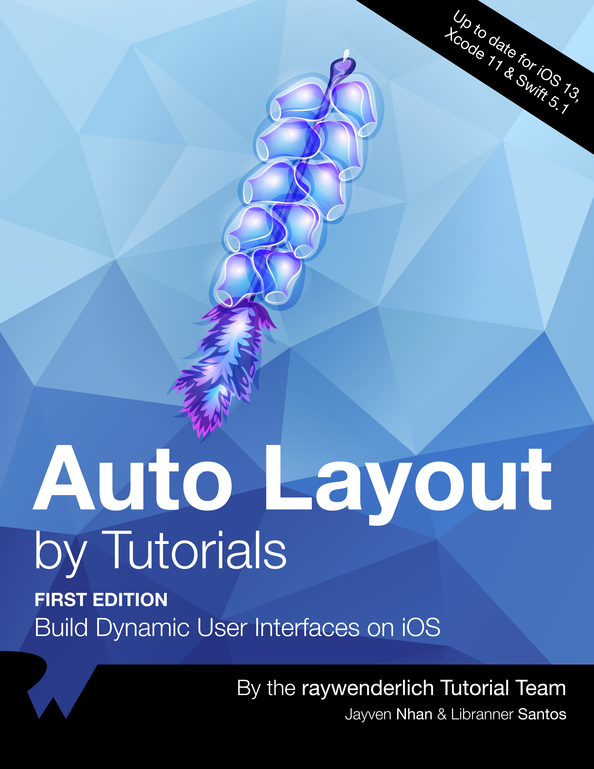 Up to date for iOS 13,
Xcode 11 & Swift 5.1
Auto Layout
by Tutorials
FIRST EDITION
Build Dynamic User Interfaces on iOS
By the raywenderlich Tutorial Team
Jayven Nhan & Libranner Santos